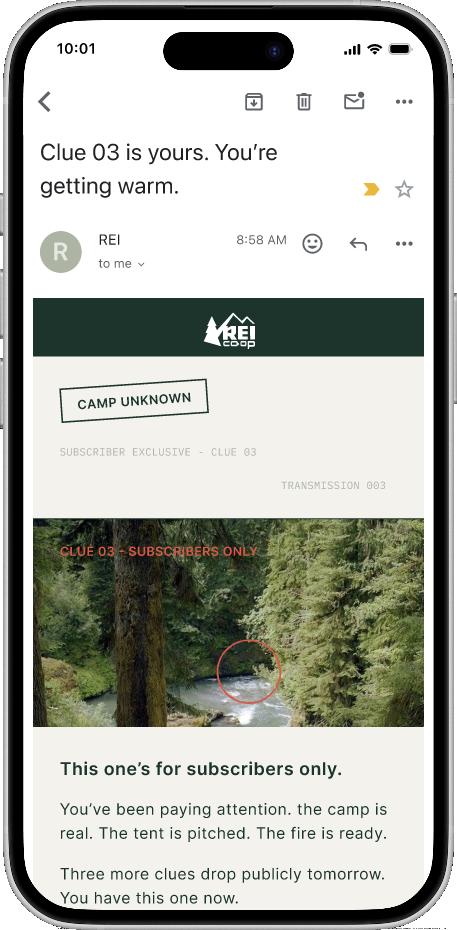 10:01
Clue 03 is yours. You’re
getting warm.
R
REI
8:58 AM
to me
REI
co-op
CAMP UNKNOWN
SUBSCRIBER EXCLUSIVE - CLUE 03
TRANSMISSION 003
CLUE 03 - SUBSCRIBERS ONLY
This one’s for subscribers only.
You’ve been paying attention. the camp is
real. The tent is pitched. The fire is ready.
Three more clues drop publicly tomorrow.
You have this one now.